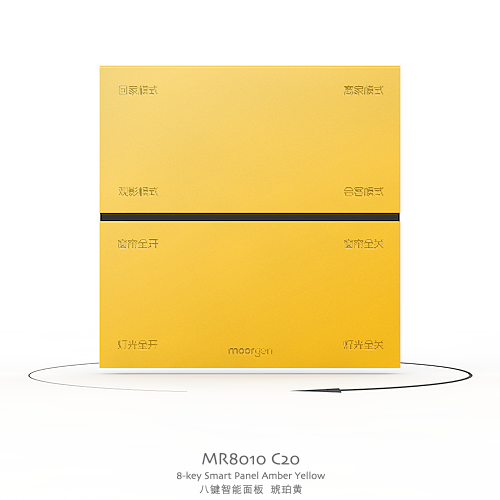 回家模式 离家模式
观影模式 会客模式
窗帘全开 窗帘全关
灯光全开 moorgen 灯光全关
MR8010 C20
8-key Smart Panel Amber Yellow
八键智能面板 琥珀黄